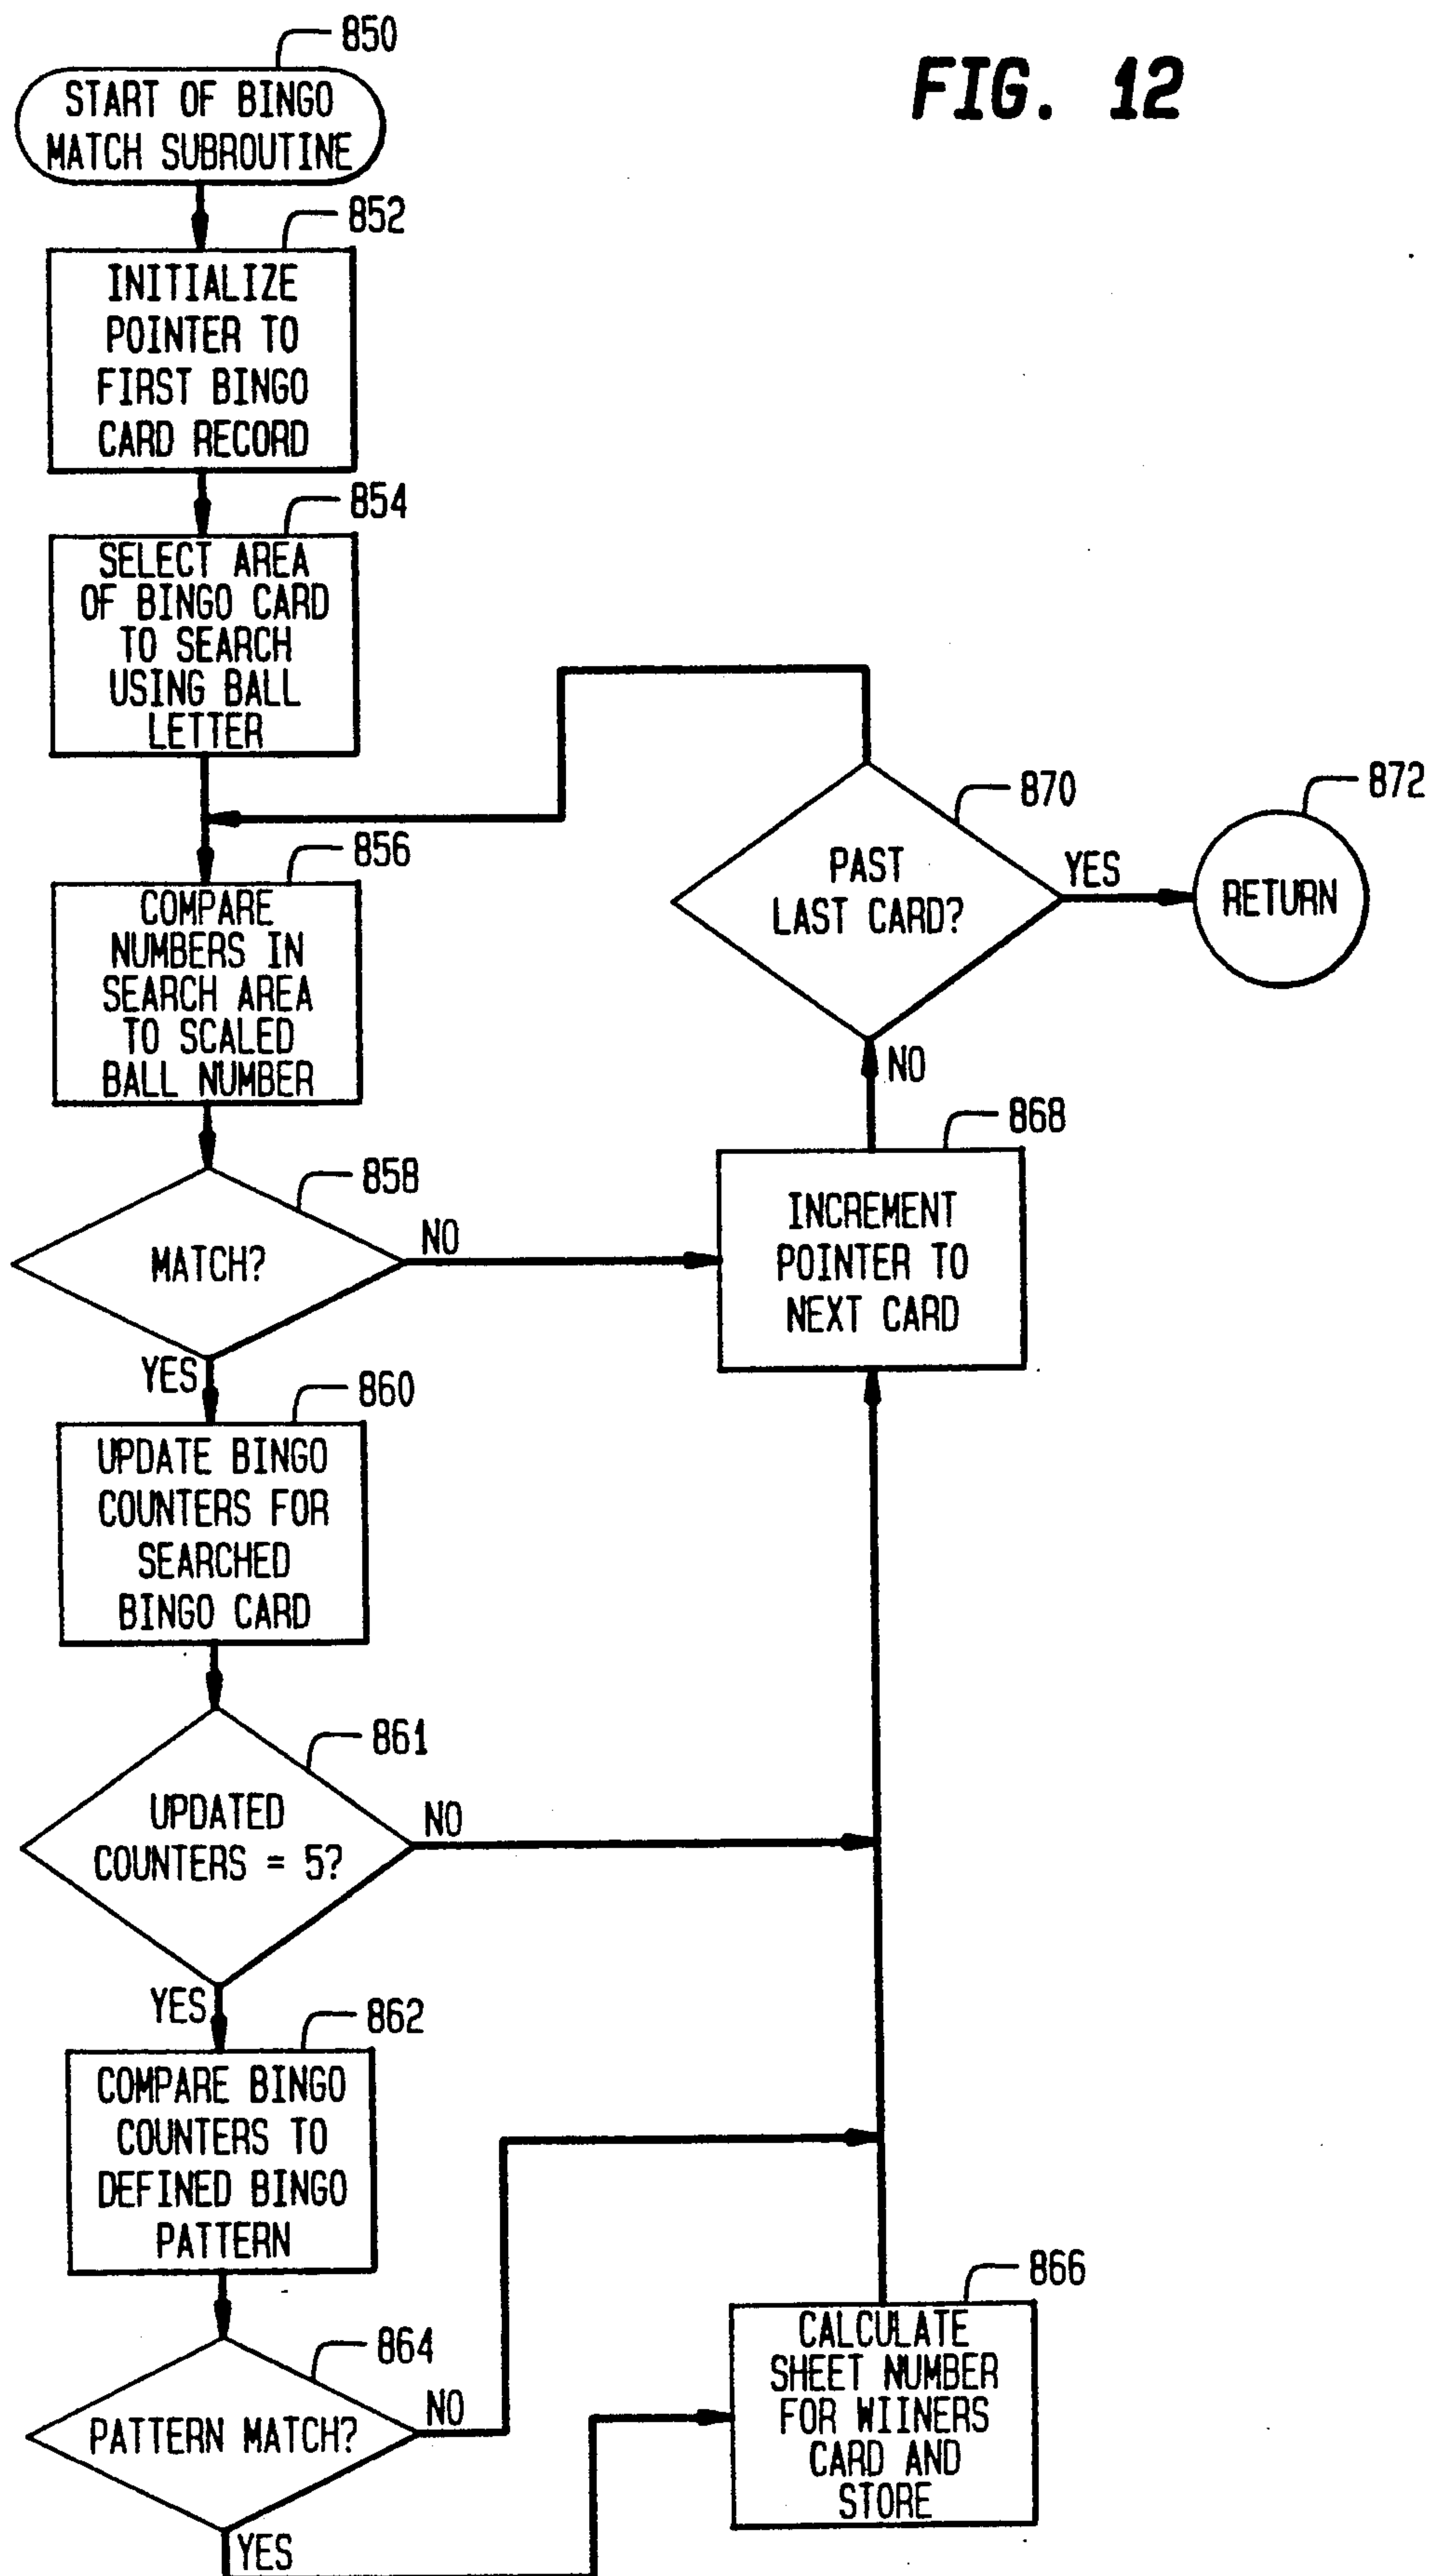 FIG. 12
850
START OF BINGO
MATCH SUBROUTINE
852
INITIALIZE
POINTER TO
FIRST BINGO
CARD RECORD
854
SELECT AREA
OF BINGO CARD
TO SEARCH
USING BALL
LETTER
856
COMPARE
NUMBERS IN
SEARCH AREA
TO SCALED
BALL NUMBER
858
MATCH?
NO
YES
860
UPDATE BINGO
COUNTERS FOR
SEARCHED
BINGO CARD
861
UPDATED
COUNTERS = 5?
NO
YES
862
COMPARE BINGO
COUNTERS TO
DEFINED BINGO
PATTERN
864
PATTERN MATCH?
NO
YES
866
CALCULATE
SHEET NUMBER
FOR WIINERS
CARD AND
STORE
868
INCREMENT
POINTER TO
NEXT CARD
NO
870
PAST
LAST CARD?
YES
872
RETURN